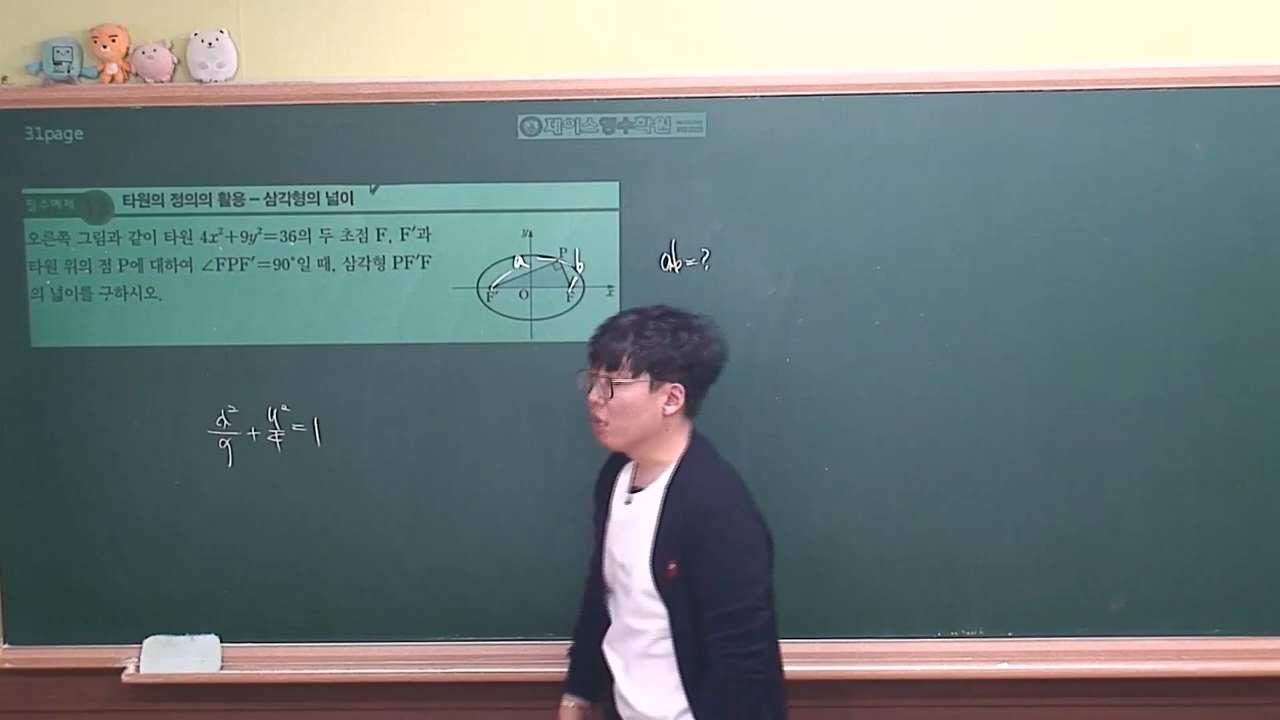 31page
제이스영수학원
필수예제 타원의 정의의 활용 – 삼각형의 넓이
오른쪽 그림과 같이 타원 4x²+9y²=36의 두 초점 F, F′과
타원 위의 점 P에 대하여 ∠FPF′=90°일 때, 삼각형 PF′F
의 넓이를 구하시오.
y
P
a
b
F′
O
F
x
ab=?
x²/9 + y²/4 = 1